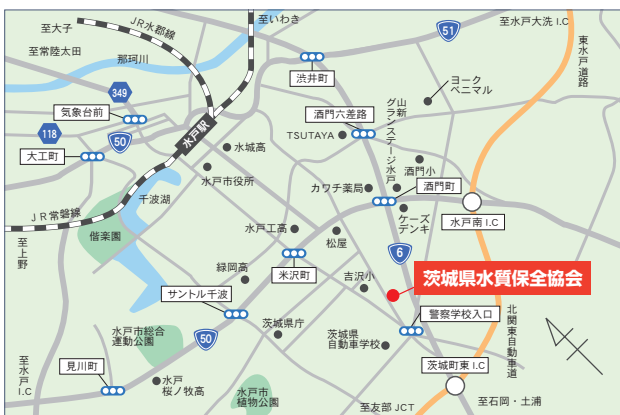 至大子
JR水郡線
至いわき
至水戸大洗 I.C
至常陸太田
那珂川
51
東水戸道路
渋井町
ヨーク
ベニマル
349
気象台前
酒門六差路
山新
グランステージ水戸
118
50
水戸駅
TSUTAYA
大工町
水城高
酒門小
水戸市役所
カワチ薬局
酒門町
千波湖
JR常磐線
偕楽園
水戸工高
松屋
ケーズ
デンキ
水戸南 I.C
至上野
米沢町
6
緑岡高
吉沢小
茨城県水質保全協会
サントル千波
警察学校入口
北関東自動車道
水戸市総合
運動公園
50
茨城県庁
茨城県
自動車学校
至水戸I.C
見川町
茨城町東 I.C
水戸
桜ノ牧高
水戸市
植物公園
至友部 JCT
至石岡・土浦